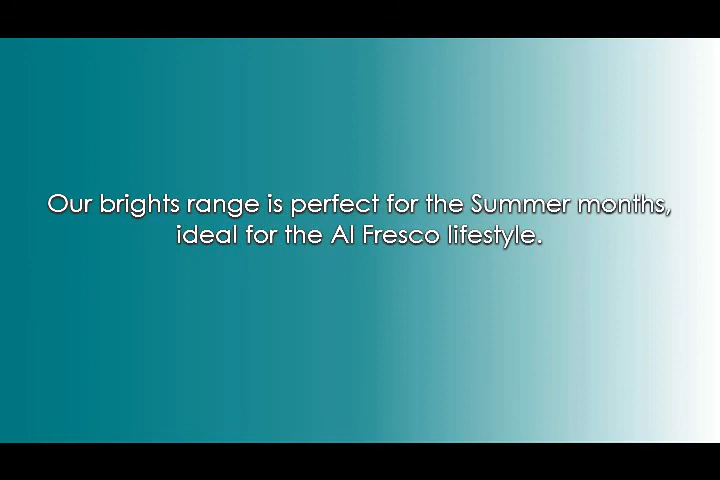 Our brights range is perfect for the Summer months,
ideal for the Al Fresco lifestyle.